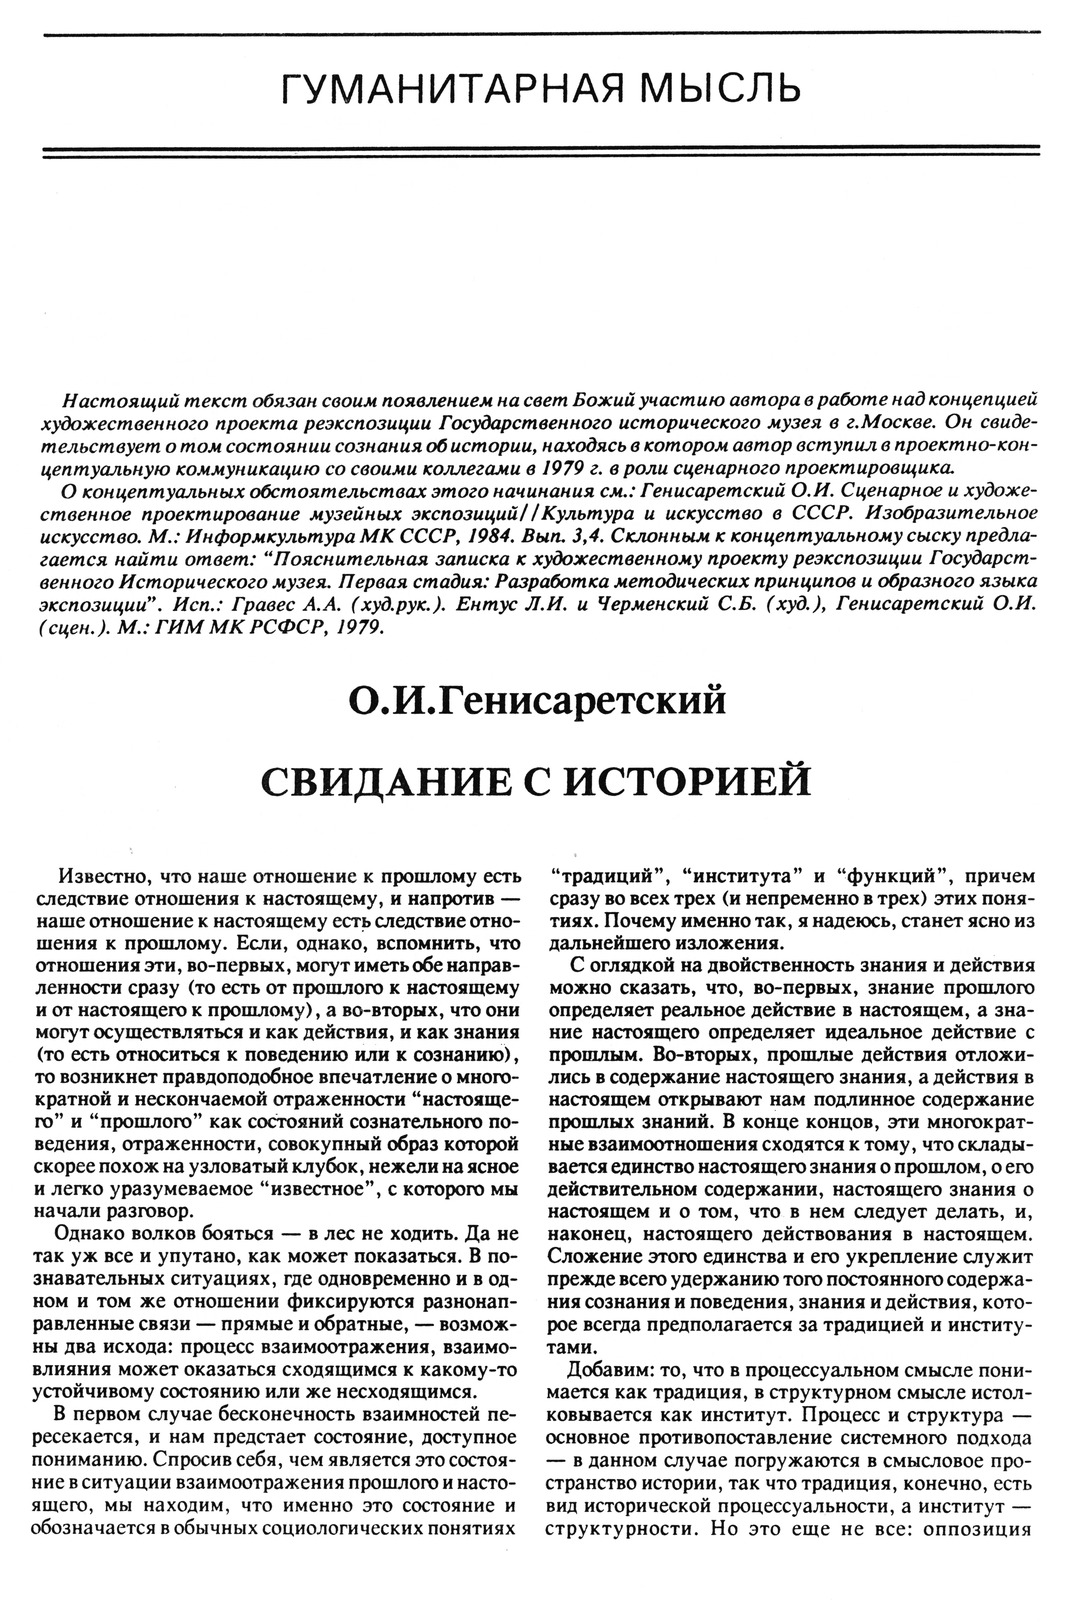 ГУМАНИТАРНАЯ МЫСЛЬ
Настоящий текст обязан своим появлением на свет Божий участию автора в работе над концепцией
художественного проекта реэкспозиции Государственного исторического музея в г.Москве. Он свиде-
тельствует о том состоянии сознания об истории, находясь в котором автор вступил в проектно-кон-
цептуальную коммуникацию со своими коллегами в 1979 г. в роли сценарного проектировщика.
О концептуальных обстоятельствах этого начинания см.: Генисаретский О.И. Сценарное и художе-
ственное проектирование музейных экспозиций//Культура и искусство в СССР. Изобразительное
искусство. М.: Информкультура МК СССР, 1984. Вып. 3,4. Склонным к концептуальному сыску предла-
гается найти ответ: “Пояснительная записка к художественному проекту реэкспозиции Государст-
венного Исторического музея. Первая стадия: Разработка методических принципов и образного языка
экспозиции”. Исп.: Гравес А.А. (худ.рук.). Ентус Л.И. и Черменский С.Б. (худ.), Генисаретский О.И.
(сцен.). М.: ГИМ МК РСФСР, 1979.
О.И.Генисаретский
СВИДАНИЕ С ИСТОРИЕЙ
Известно, что наше отношение к прошлому есть
следствие отношения к настоящему, и напротив —
наше отношение к настоящему есть следствие отно-
шения к прошлому. Если, однако, вспомнить, что
отношения эти, во-первых, могут иметь обе направ-
ленности сразу (то есть от прошлого к настоящему
и от настоящего к прошлому), а во-вторых, что они
могут осуществляться и как действия, и как знания
(то есть относиться к поведению или к сознанию),
то возникнет правдоподобное впечатление о много-
кратной и нескончаемой отраженности “настояще-
го” и “прошлого” как состояний сознательного по-
ведения, отраженности, совокупный образ которой
скорее похож на узловатый клубок, нежели на ясное
и легко уразумеваемое “известное”, с которого мы
начали разговор.
Однако волков бояться — в лес не ходить. Да не
так уж все и упутано, как может показаться. В по-
знавательных ситуациях, где одновременно и в од-
ном и том же отношении фиксируются разнонап-
равленные связи — прямые и обратные, — возмож-
ны два исхода: процесс взаимоотражения, взаимо-
влияния может оказаться сходящимся к какому-то
устойчивому состоянию или же несходящимся.
В первом случае бесконечность взаимностей пе-
ресекается, и нам предстает состояние, доступное
пониманию. Спросив себя, чем является это состоя-
ние в ситуации взаимоотражения прошлого и насто-
ящего, мы находим, что именно это состояние и
обозначается в обычных социологических понятиях
“традиций”, “института” и “функций”, причем
сразу во всех трех (и непременно в трех) этих поня-
тиях. Почему именно так, я надеюсь, станет ясно из
дальнейшего изложения.
С оглядкой на двойственность знания и действия
можно сказать, что, во-первых, знание прошлого
определяет реальное действие в настоящем, а зна-
ние настоящего определяет идеальное действие с
прошлым. Во-вторых, прошлые действия отложи-
лись в содержание настоящего знания, а действия в
настоящем открывают нам подлинное содержание
прошлых знаний. В конце концов, эти многократ-
ные взаимоотношения сходятся к тому, что склады-
вается единство настоящего знания о прошлом, о его
действительном содержании, настоящего знания о
настоящем и о том, что в нем следует делать, и,
наконец, настоящего действования в настоящем.
Сложение этого единства и его укрепление служит
прежде всего удержанию того постоянного содержа-
ния сознания и поведения, знания и действия, кото-
рое всегда предполагается за традицией и институ-
тами.
Добавим: то, что в процессуальном смысле пони-
мается как традиция, в структурном смысле истол-
ковывается как институт. Процесс и структура —
основное противопоставление системного подхода
— в данном случае погружаются в смысловое про-
странство истории, так что традиция, конечно, есть
вид исторической процессуальности, а институт —
структурности. Но это еще не все: оппозиция